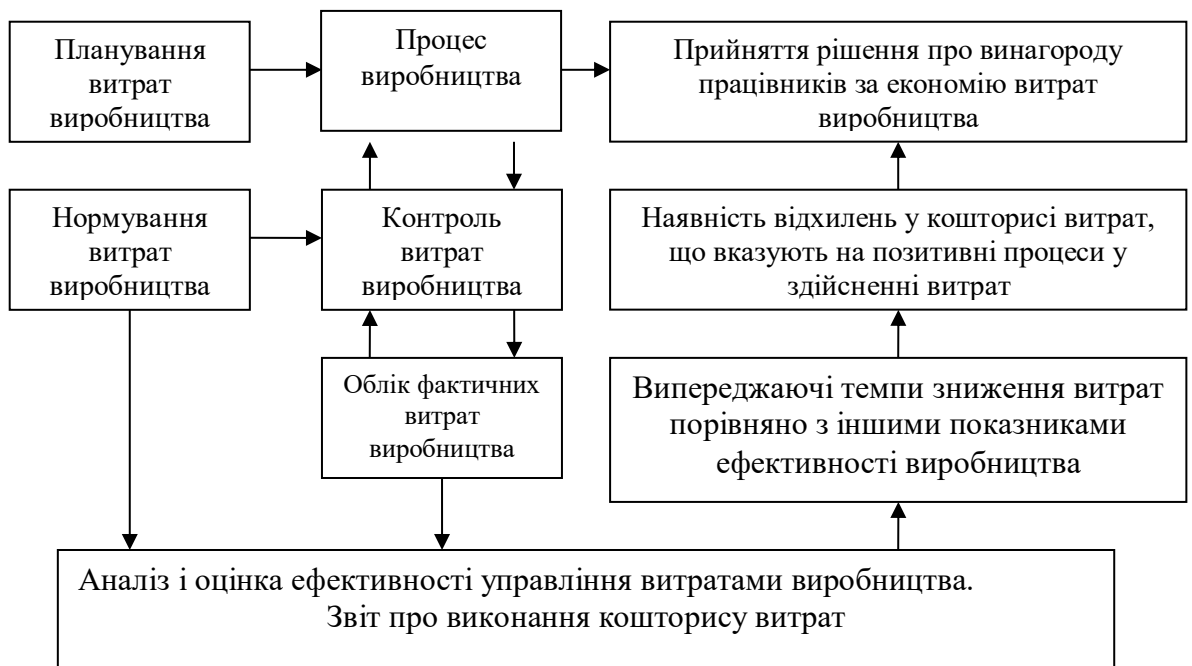 Планування
витрат
виробництва
Процес
виробництва
Прийняття рішення про винагороду
працівників за економію витрат
виробництва
Нормування
витрат
виробництва
Контроль
витрат
виробництва
Наявність відхилень у кошторисі витрат,
що вказують на позитивні процеси у
здійсненні витрат
Облік фактичних
витрат
виробництва
Випереджаючі темпи зниження витрат
порівняно з іншими показниками
ефективності виробництва
Аналіз і оцінка ефективності управління витратами виробництва.
Звіт про виконання кошторису витрат